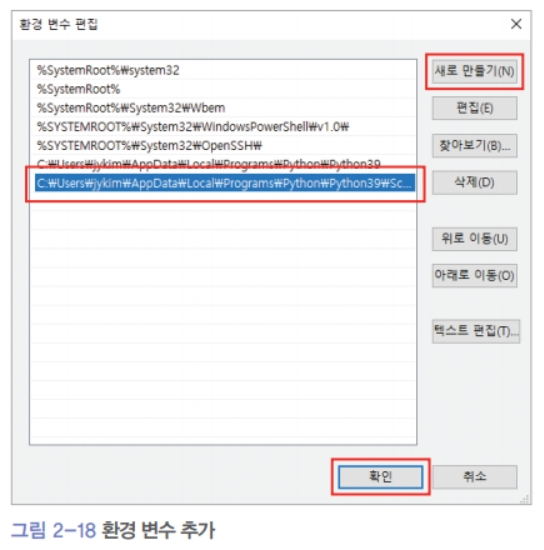 환경 변수 편집
%SystemRoot%₩system32
%SystemRoot%
%SystemRoot%₩System32₩Wbem
%SYSTEMROOT%₩System32₩WindowsPowerShell₩v1.0₩
%SYSTEMROOT%₩System32₩OpenSSH₩
C:₩Users₩jykim₩AppData₩Local₩Programs₩Python₩Python39
C:₩Users₩jykim₩AppData₩Local₩Programs₩Python₩Python39₩Sc...
새로 만들기(N)
편집(E)
찾아보기(B)...
삭제(D)
위로 이동(U)
아래로 이동(O)
텍스트 편집(T)...
확인
취소
그림 2-18 환경 변수 추가